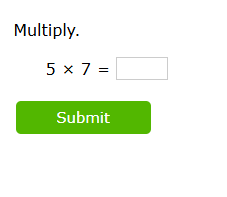 Multiply.
5 × 7 =
Submit